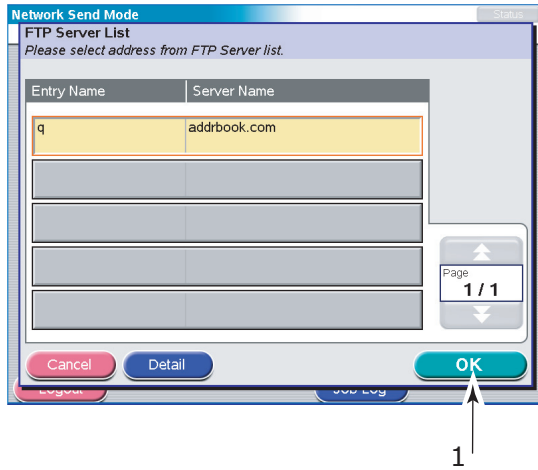 Network Send Mode
Status
FTP Server List
Please select address from FTP Server list.
Entry Name Server Name
q addrbook.com
Page
1 / 1
Cancel Detail OK
Logout Job Log
1